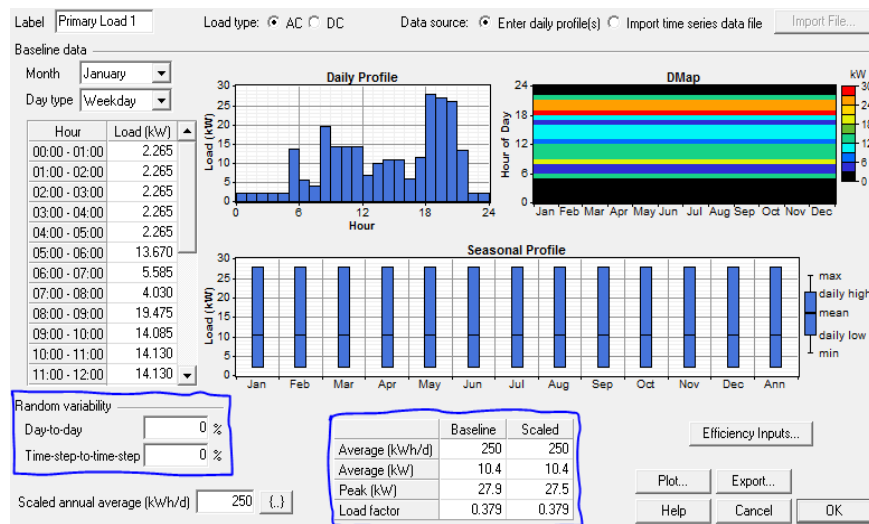 Label Primary Load 1 Load type: AC DC Data source: Enter daily profile(s) Import time series data file Import File...
Baseline data
Month January
Day type Weekday
Hour Load (kW)
00:00 - 01:00 2.265
01:00 - 02:00 2.265
02:00 - 03:00 2.265
03:00 - 04:00 2.265
04:00 - 05:00 2.265
05:00 - 06:00 13.670
06:00 - 07:00 5.585
07:00 - 08:00 4.030
08:00 - 09:00 19.475
09:00 - 10:00 14.085
10:00 - 11:00 14.130
11:00 - 12:00 14.130
Daily Profile
Load (kW)
30
25
20
15
10
5
0
0 6 12 18 24
Hour
DMap
Hour of Day
24
18
12
6
0
Jan Feb Mar Apr May Jun Jul Aug Sep Oct Nov Dec
kW
30
24
18
12
6
0
Seasonal Profile
Load (kW)
30
25
20
15
10
5
0
Jan Feb Mar Apr May Jun Jul Aug Sep Oct Nov Dec Ann
max
daily high
mean
daily low
min
Random variability
Day-to-day 0 %
Time-step-to-time-step 0 %
Scaled annual average (kWh/d) 250 {..}
Baseline Scaled
Average (kWh/d) 250 250
Average (kW) 10.4 10.4
Peak (kW) 27.9 27.5
Load factor 0.379 0.379
Efficiency Inputs...
Plot... Export...
Help Cancel OK